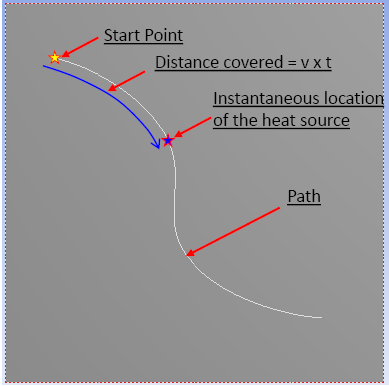 Start Point
Distance covered = v x t
Instantaneous location
of the heat source
Path